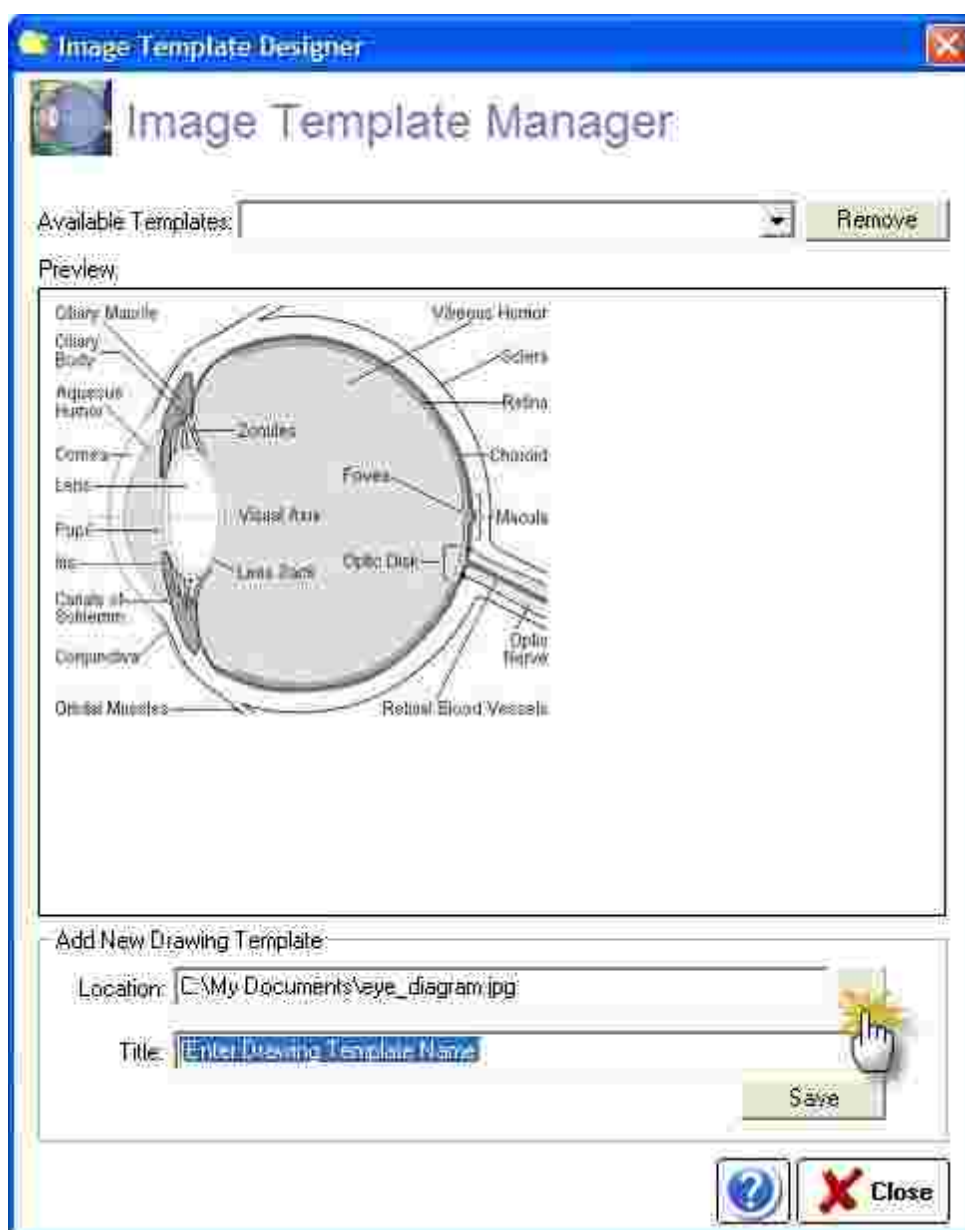 Image Template Designer
Image Template Manager
Available Templates:
Remove
Preview:
Ciliary Muscle
Vitreous Humor
Ciliary
Body
Sclera
Aqueous
Humor
Retina
Zonules
Cornea
Choroid
Fovea
Lens
Visual Axis
Macula
Pupil
Optic Disk
Iris
Lens Zack
Canals of
Schlemm
Optic
Nerve
Conjunctiva
Orbital Muscles
Retinal Blood Vessels
Add New Drawing Template
Location: C:\My Documents\eye_diagram.jpg
Title: Enter Drawing Template Name
Save
? Close